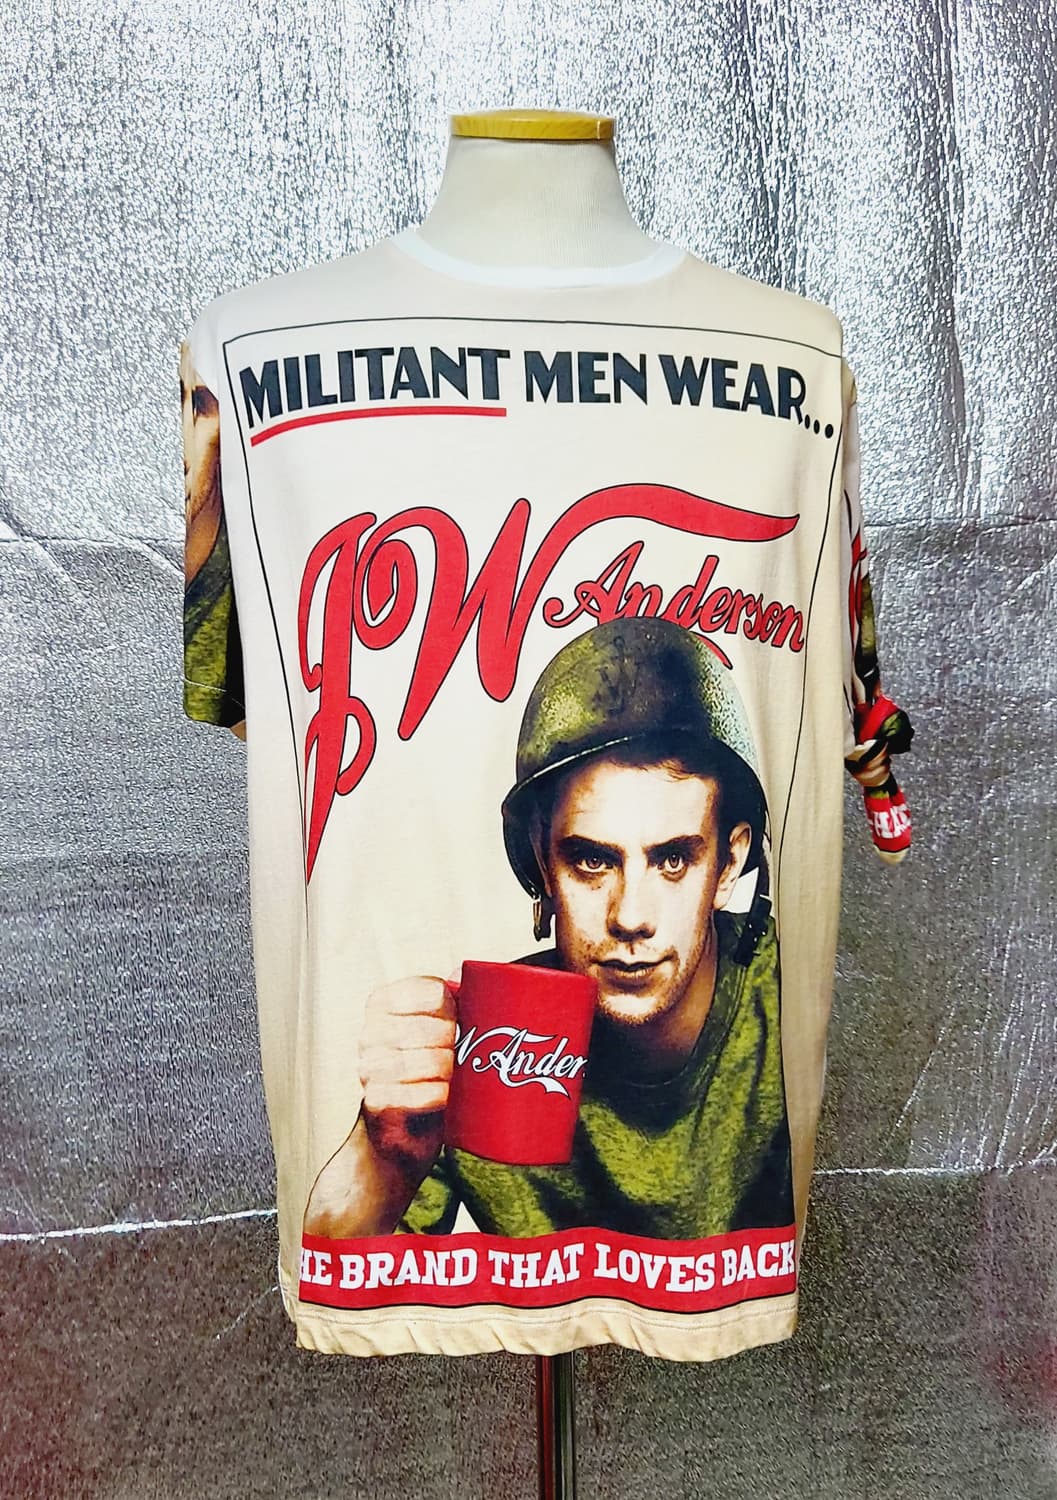 MILITANT MEN WEAR...
JW
Anderson
W Ander
HE BRAND THAT LOVES BACK